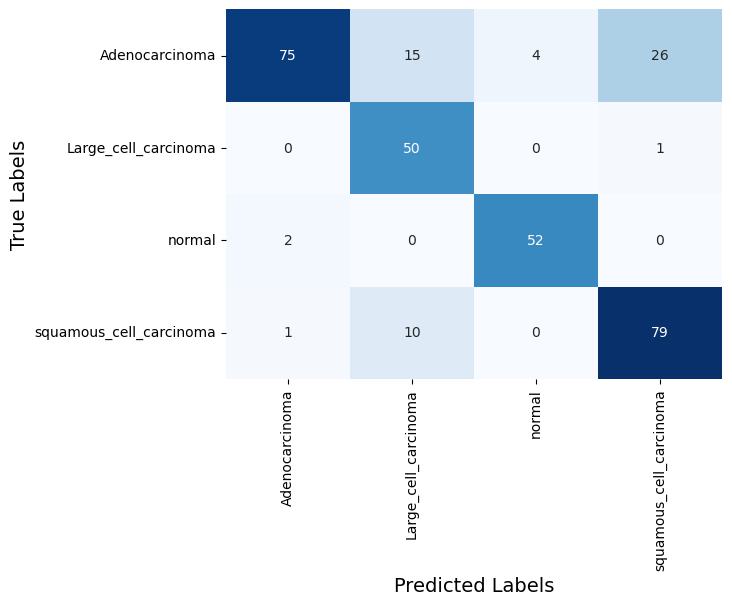 True Labels
Adenocarcinoma 75 15 4 26
Large_cell_carcinoma 0 50 0 1
normal 2 0 52 0
squamous_cell_carcinoma 1 10 0 79
Adenocarcinoma Large_cell_carcinoma normal squamous_cell_carcinoma
Predicted Labels